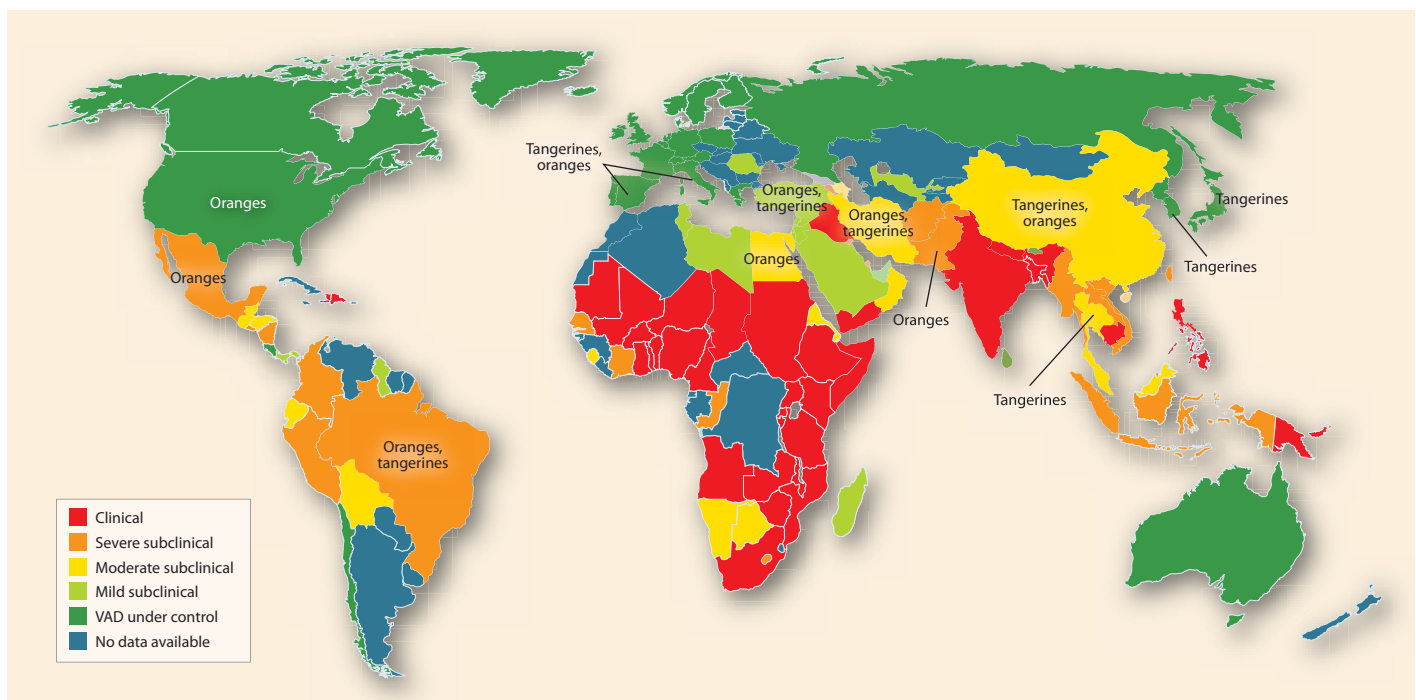 Tangerines,
oranges
Oranges
Oranges,
tangerines
Tangerines
Oranges,
tangerines
Tangerines,
oranges
Oranges
Oranges
Tangerines
Oranges
Tangerines
Oranges,
tangerines
Clinical
Severe subclinical
Moderate subclinical
Mild subclinical
VAD under control
No data available